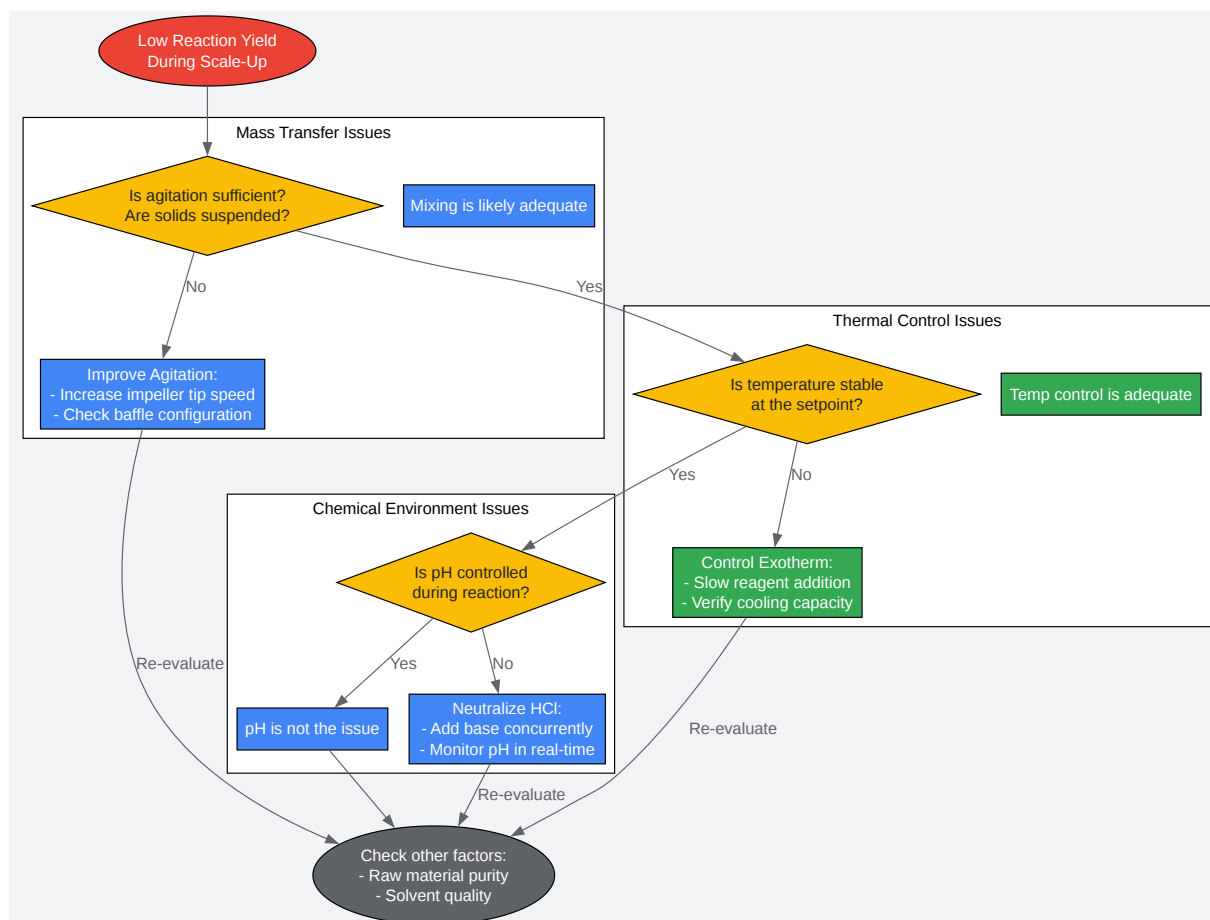 Low Reaction Yield
During Scale-Up
Mass Transfer Issues
Is agitation sufficient?
Are solids suspended?
Mixing is likely adequate
No
Yes
Improve Agitation:
- Increase impeller tip speed
- Check baffle configuration
Thermal Control Issues
Is temperature stable
at the setpoint?
Temp control is adequate
Yes
No
Control Exotherm:
- Slow reagent addition
- Verify cooling capacity
Chemical Environment Issues
Is pH controlled
during reaction?
Yes
No
pH is not the issue
Neutralize HCl:
- Add base concurrently
- Monitor pH in real-time
Re-evaluate
Re-evaluate
Re-evaluate
Check other factors:
- Raw material purity
- Solvent quality